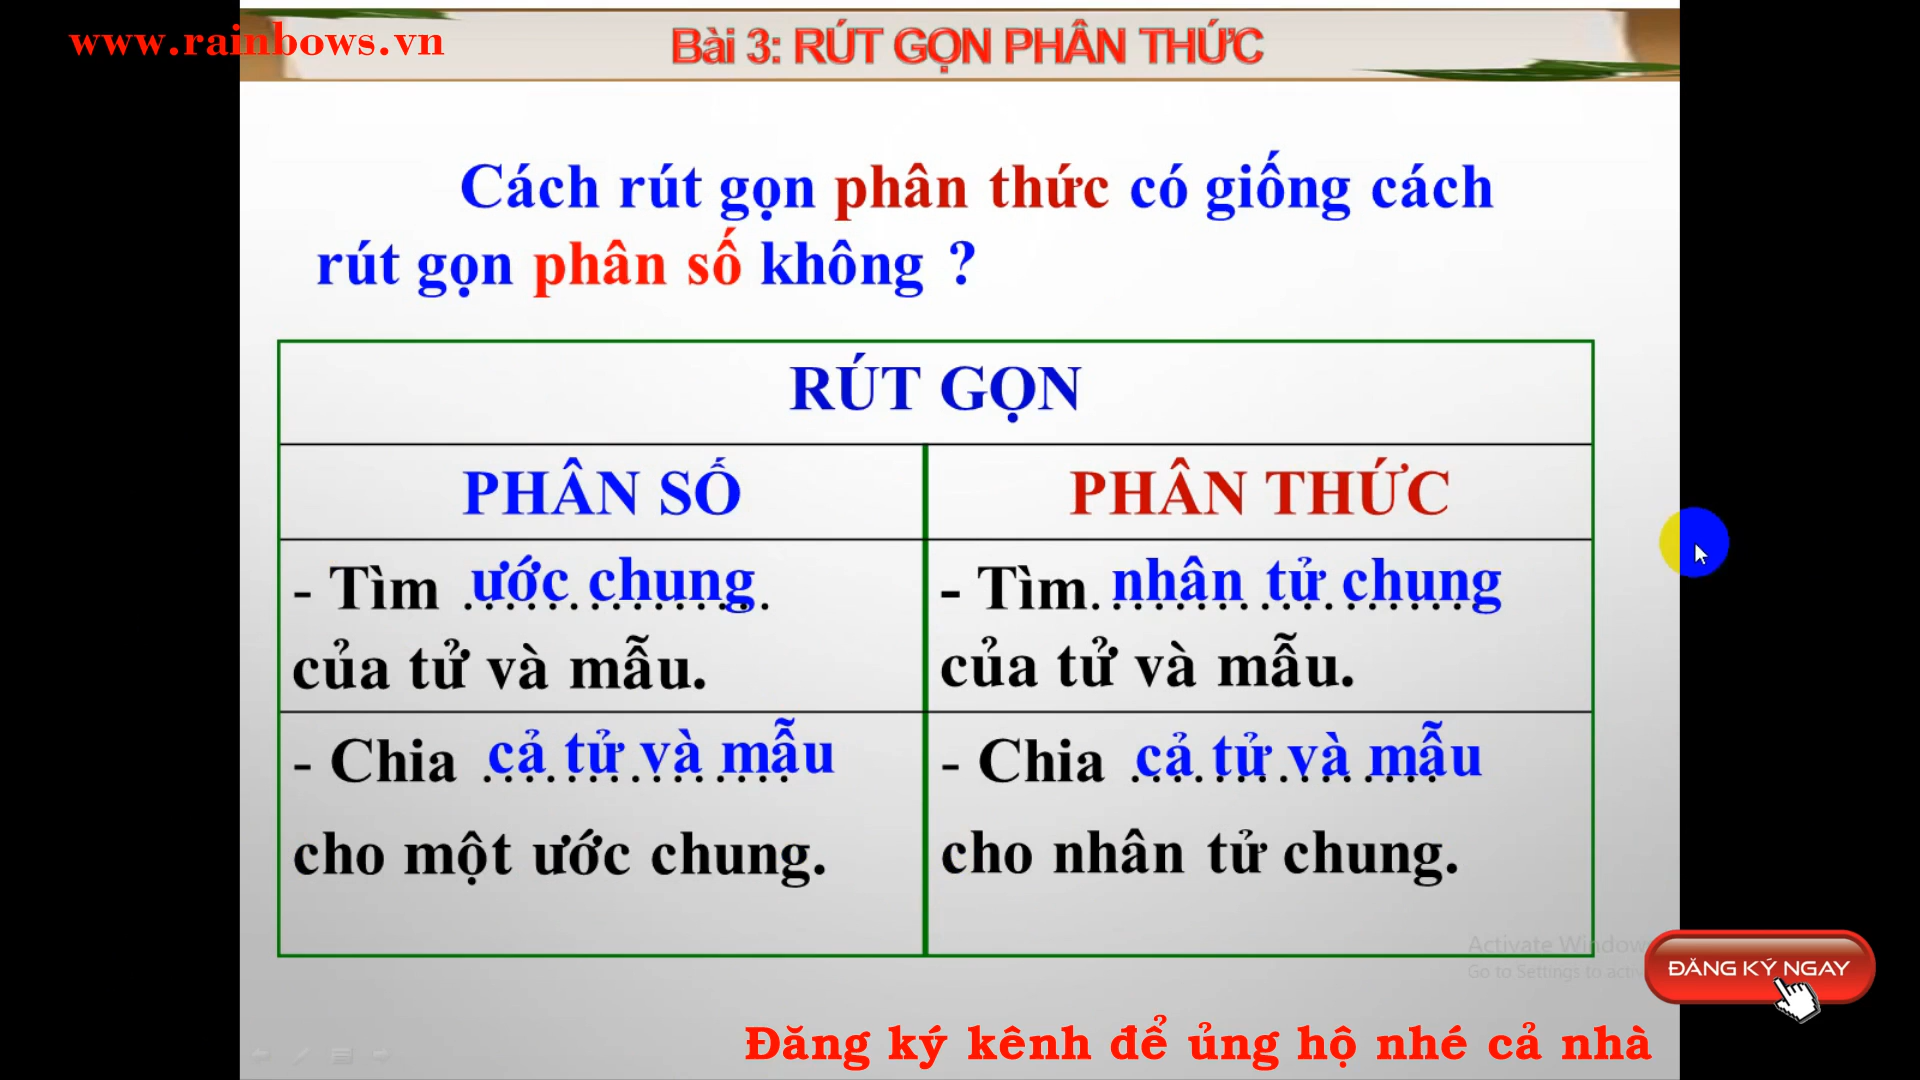 www.rainbows.vn
Bài 3: RÚT GỌN PHÂN THỨC
Cách rút gọn phân thức có giống cách
rút gọn phân số không ?
RÚT GỌN
PHÂN SỐ
PHÂN THỨC
- Tìm ước chung
của tử và mẫu.
- Tìm nhân tử chung
của tử và mẫu.
- Chia cả tử và mẫu
cho một ước chung.
- Chia cả tử và mẫu
cho nhân tử chung.
Activate Windows
Go to Settings to
ĐĂNG KÝ NGAY
Đăng ký kênh để ủng hộ nhé cả nhà